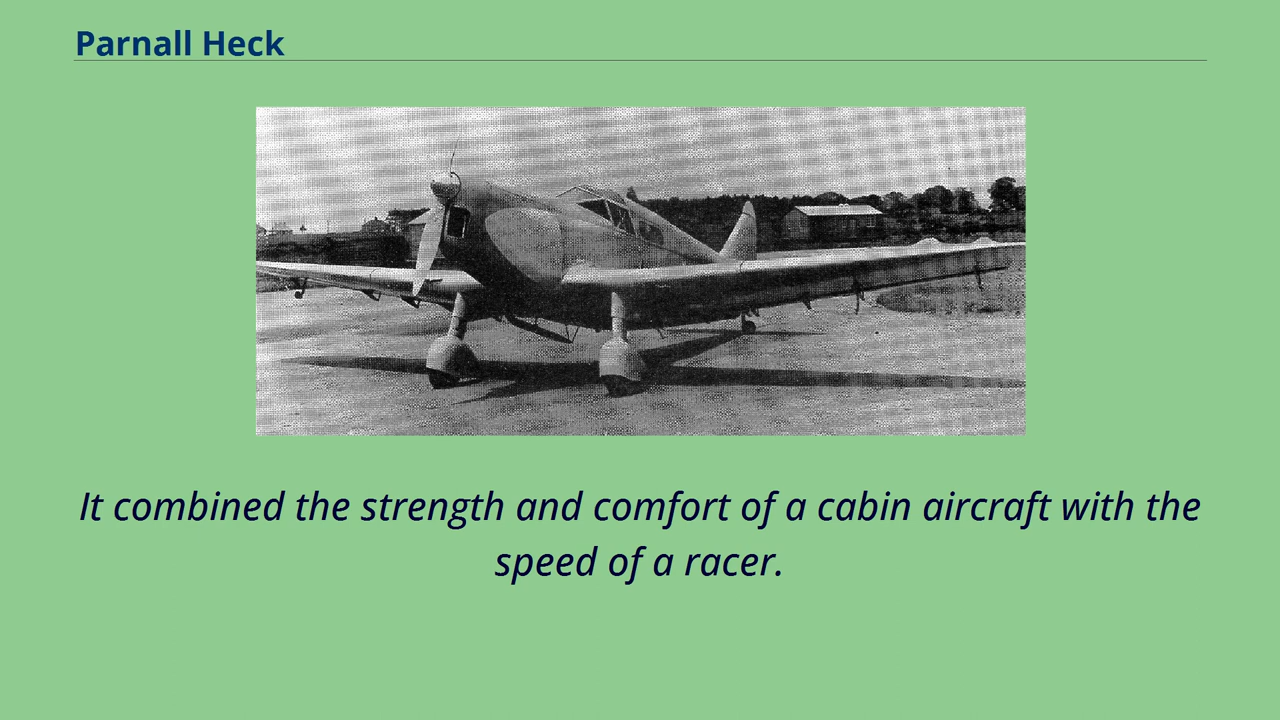 Parnall Heck
It combined the strength and comfort of a cabin aircraft with the
speed of a racer.